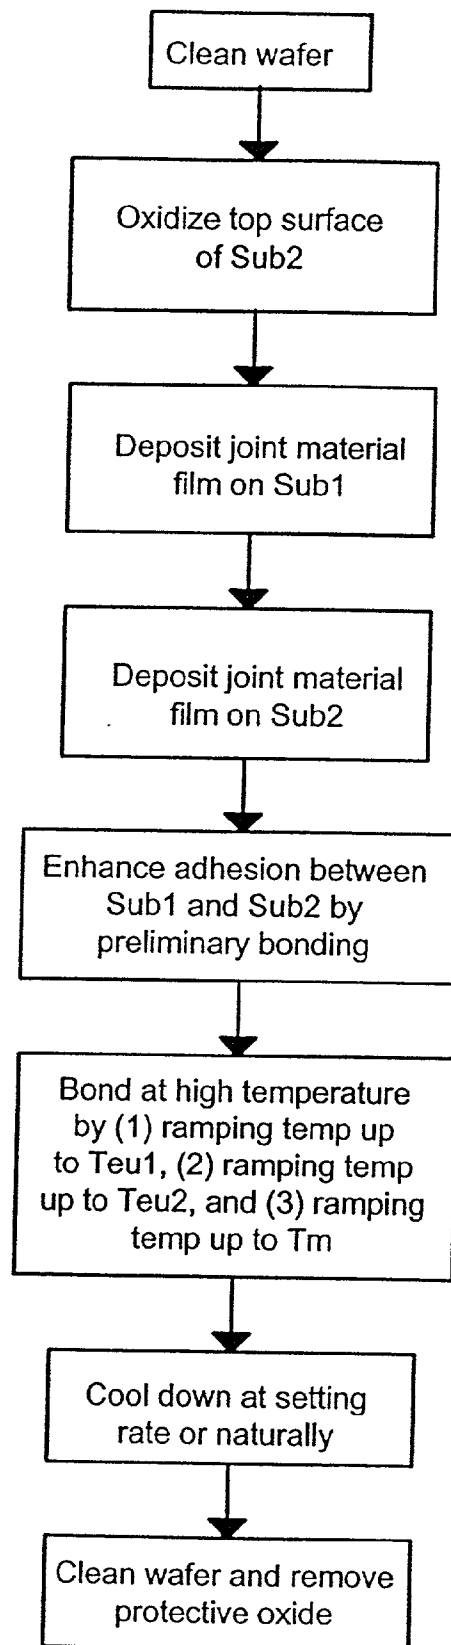 Clean wafer
Oxidize top surface
of Sub2
Deposit joint material
film on Sub1
Deposit joint material
film on Sub2
Enhance adhesion between
Sub1 and Sub2 by
preliminary bonding
Bond at high temperature
by (1) ramping temp up
to Teu1, (2) ramping temp
up to Teu2, and (3) ramping
temp up to Tm
Cool down at setting
rate or naturally
Clean wafer and remove
protective oxide